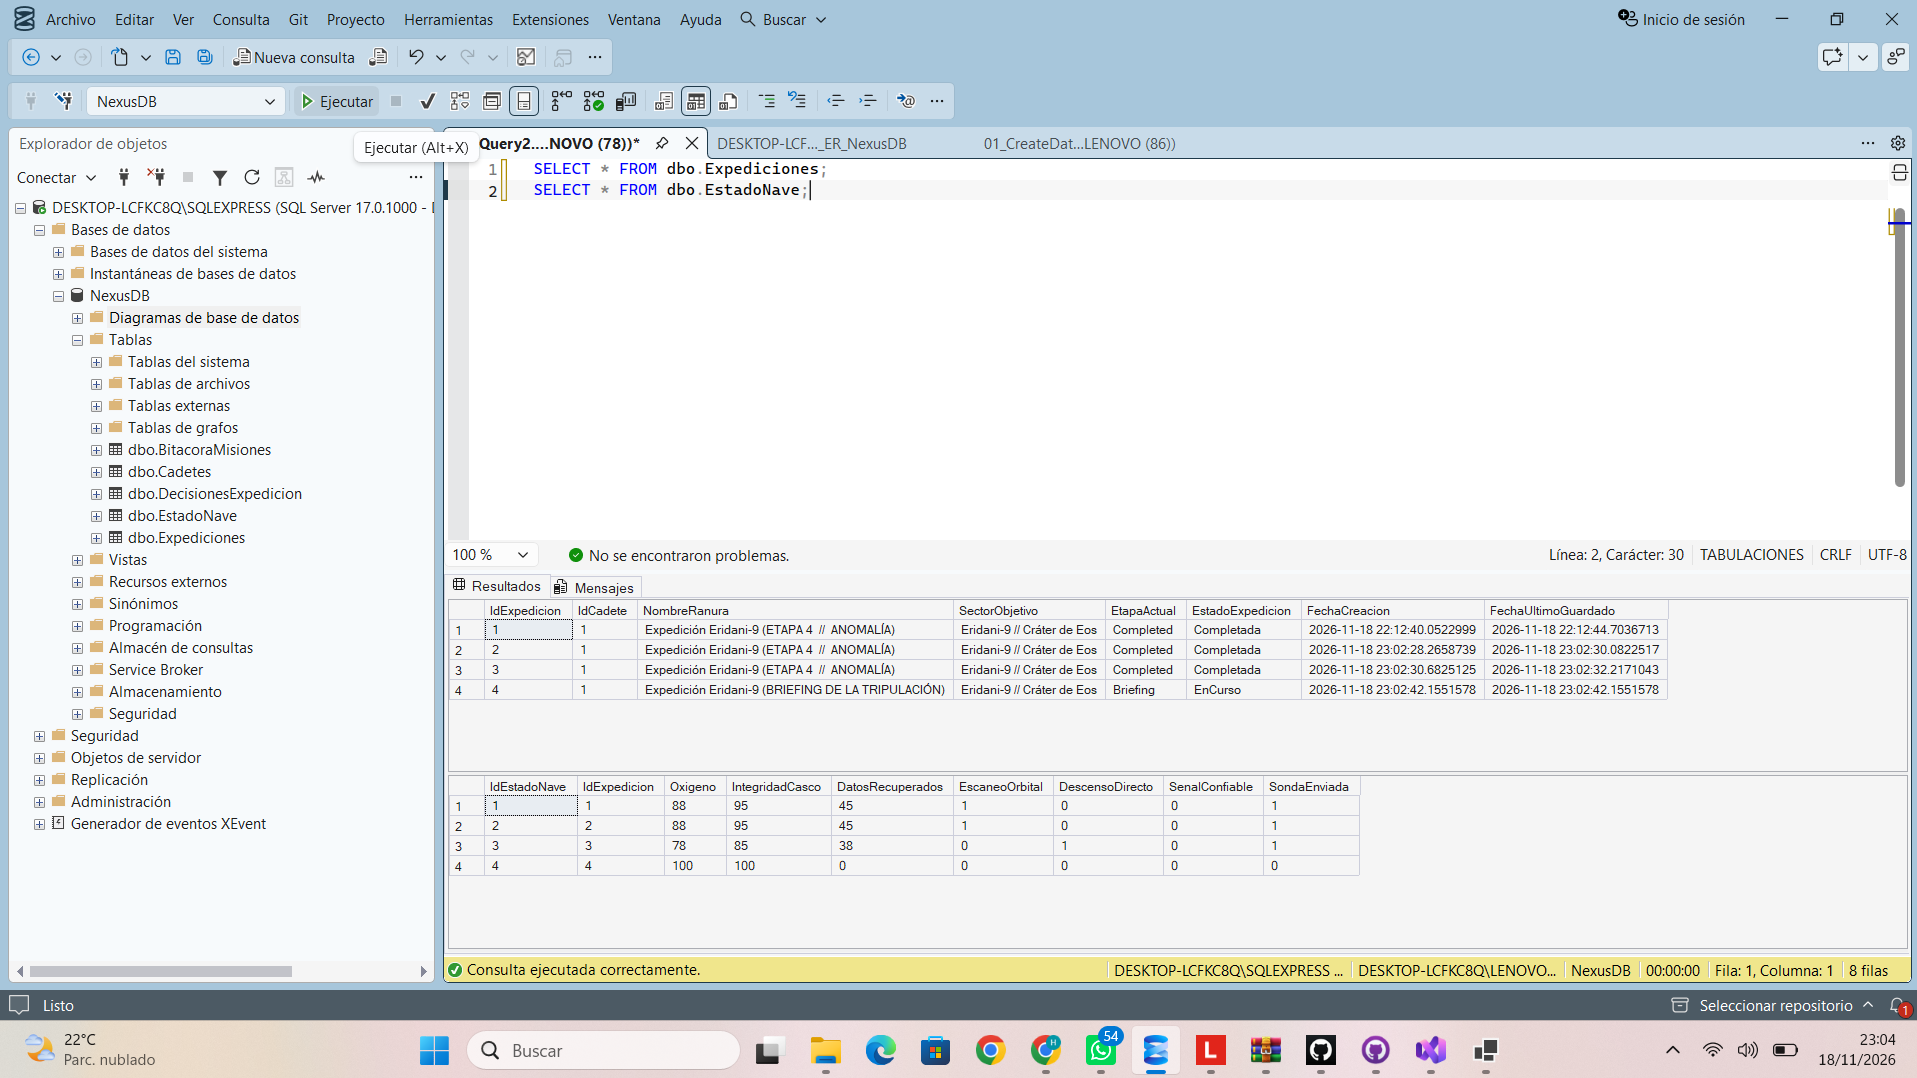 Archivo Editar Ver Consulta Git Proyecto Herramientas Extensiones Ventana Ayuda Buscar Inicio de sesión
Nueva consulta
NexusDB Ejecutar
Explorador de objetos
Ejecutar (Alt+X)
Query2....NOVO (78))* DESKTOP-LCF..._ER_NexusDB 01_CreateDat...LENOVO (86))
Conectar
1 SELECT * FROM dbo.Expediciones;
2 SELECT * FROM dbo.EstadoNave;
DESKTOP-LCFKC8Q\SQLEXPRESS (SQL Server 17.0.1000 -
Bases de datos
Bases de datos del sistema
Instantáneas de bases de datos
NexusDB
Diagramas de base de datos
Tablas
Tablas del sistema
Tablas de archivos
Tablas externas
Tablas de grafos
dbo.BitacoraMisiones
dbo.Cadetes
dbo.DecisionesExpedicion
dbo.EstadoNave
dbo.Expediciones
Vistas
Recursos externos
Sinónimos
Programación
Almacén de consultas
Service Broker
Almacenamiento
Seguridad
Seguridad
Objetos de servidor
Replicación
Administración
Generador de eventos XEvent
100 % No se encontraron problemas. Línea: 2, Carácter: 30 TABULACIONES CRLF UTF-8
Resultados Mensajes
IdExpedicion IdCadete NombreRanura SectorObjetivo EtapaActual EstadoExpedicion FechaCreacion FechaUltimoGuardado
1 1 1 Expedición Eridani-9 (ETAPA 4 // ANOMALÍA) Eridani-9 // Cráter de Eos Completed Completada 2026-11-18 22:12:40.0522999 2026-11-18 22:12:44.7036713
2 2 1 Expedición Eridani-9 (ETAPA 4 // ANOMALÍA) Eridani-9 // Cráter de Eos Completed Completada 2026-11-18 23:02:28.2658739 2026-11-18 23:02:30.0822517
3 3 1 Expedición Eridani-9 (ETAPA 4 // ANOMALÍA) Eridani-9 // Cráter de Eos Completed Completada 2026-11-18 23:02:30.6825125 2026-11-18 23:02:32.2171043
4 4 1 Expedición Eridani-9 (BRIEFING DE LA TRIPULACIÓN) Eridani-9 // Cráter de Eos Briefing EnCurso 2026-11-18 23:02:42.1551578 2026-11-18 23:02:42.1551578
IdEstadoNave IdExpedicion Oxigeno IntegridadCasco DatosRecuperados EscaneoOrbital DescensoDirecto SenalConfiable SondaEnviada
1 1 1 88 95 45 1 0 0 1
2 2 2 88 95 45 1 0 0 1
3 3 3 78 85 38 0 1 0 1
4 4 4 100 100 0 0 0 0 0
Consulta ejecutada correctamente. DESKTOP-LCFKC8Q\SQLEXPRESS ... DESKTOP-LCFKC8Q\LENOVO... NexusDB 00:00:00 Fila: 1, Columna: 1 8 filas
Listo Seleccionar repositorio 1
22°C
Parc. nublado
Buscar
54
23:04
18/11/2026